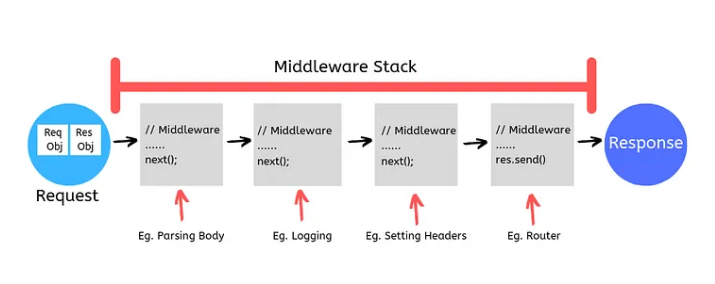 Middleware Stack
Req
Obj
Res
Obj
Request
// Middleware
......
next();
// Middleware
......
next();
// Middleware
......
next();
// Middleware
......
res.send()
Response
Eg. Parsing Body
Eg. Logging
Eg. Setting Headers
Eg. Router